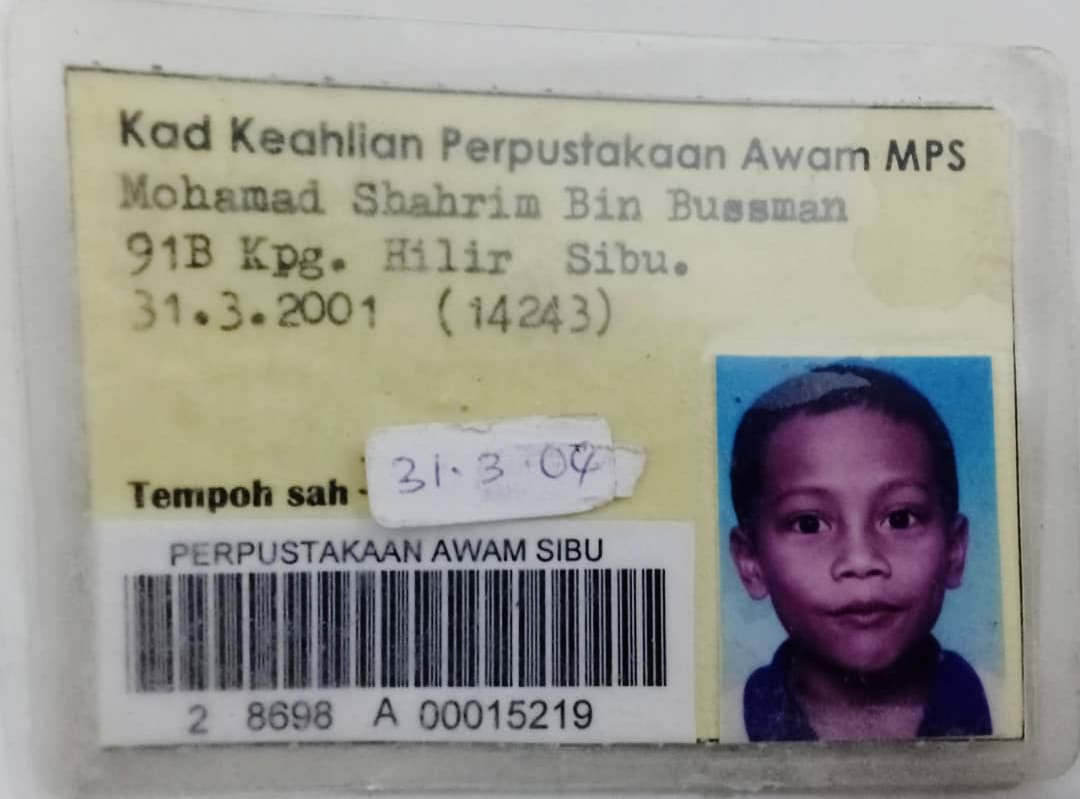 Kad Keahlian Perpustakaan Awam MPS
Mohamad Shahrim Bin Bussman
91B Kpg. Hilir Sibu.
31.3.2001 (14243)
Tempoh sah - 31.3.04
PERPUSTAKAAN AWAM SIBU
2 8698 A 00015219